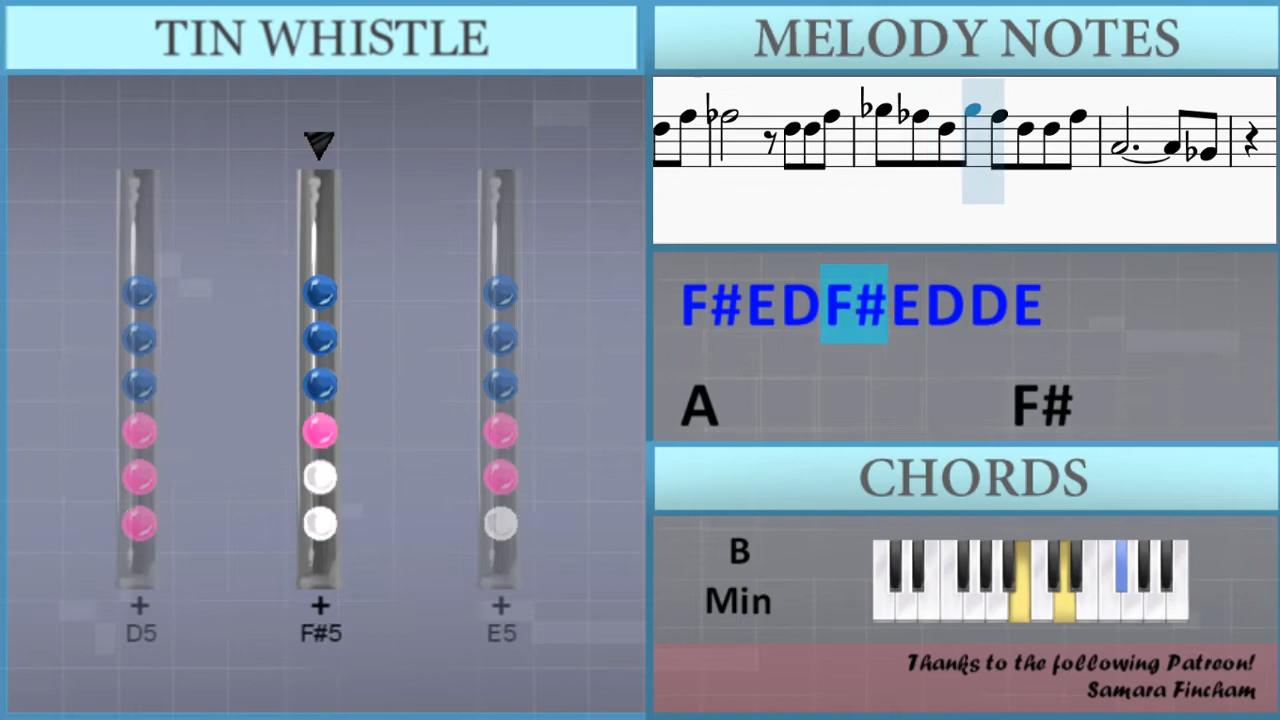 TIN WHISTLE
+
D5
+
F#5
+
E5
MELODY NOTES
F#EDF#EDDE
A F#
CHORDS
B
Min
Thanks to the following Patreon!
Samara Fincham